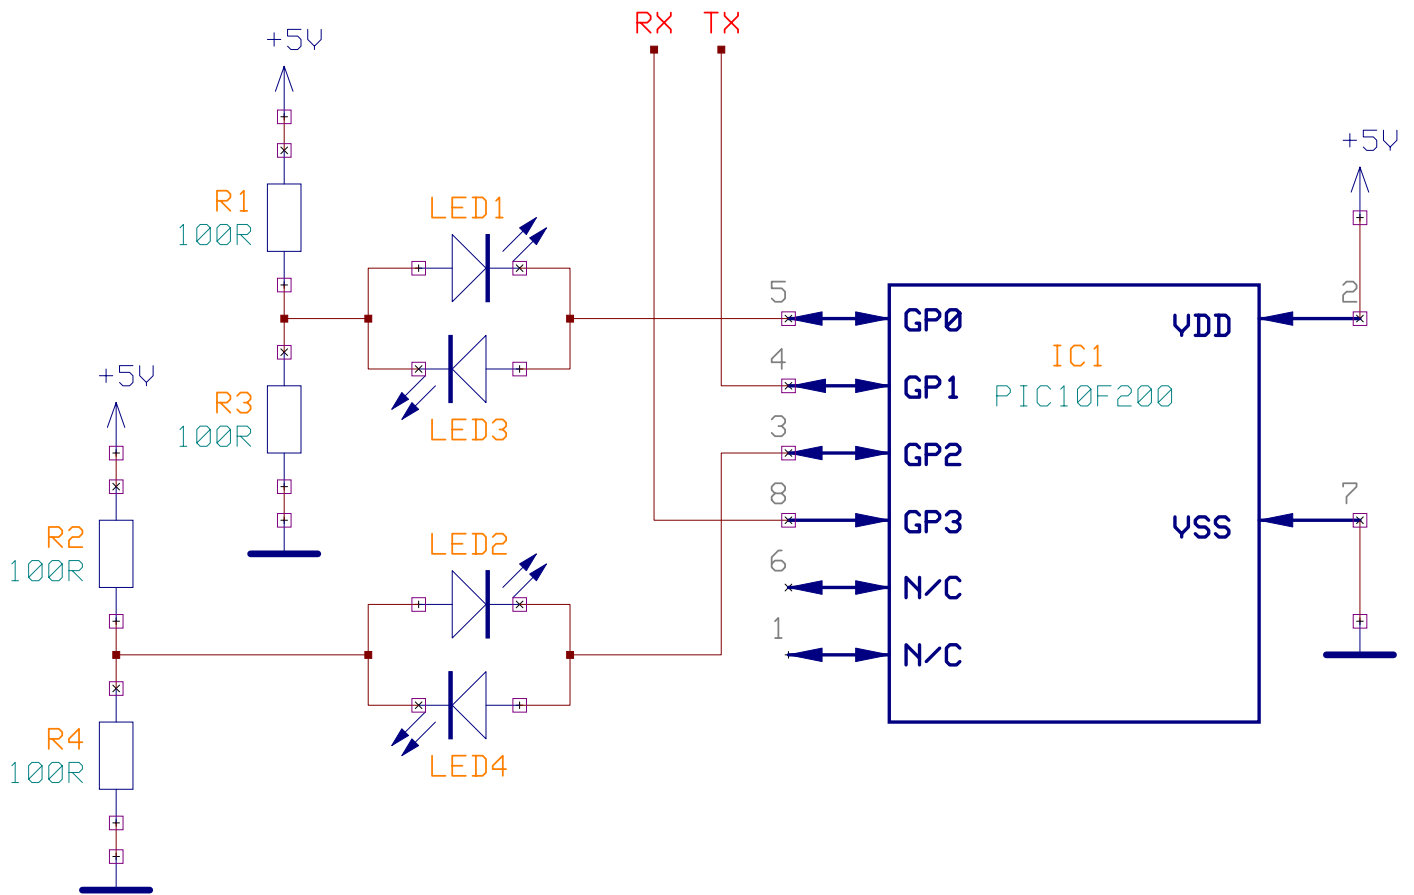 RX TX
+5V
+5V
R1
100R
LED1
5
GP0
VDD
2
IC1
PIC10F200
4
GP1
+5V
R3
100R
LED3
3
GP2
8
GP3
VSS
7
R2
100R
LED2
6
N/C
1
N/C
R4
100R
LED4